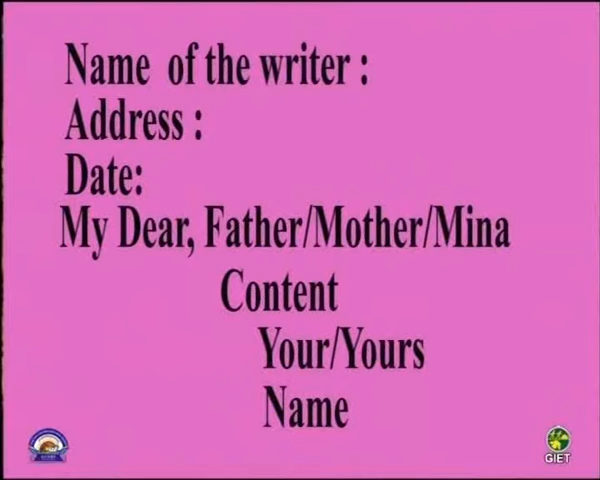 Name of the writer :
Address :
Date:
My Dear, Father/Mother/Mina
Content
Your/Yours
Name
GIET